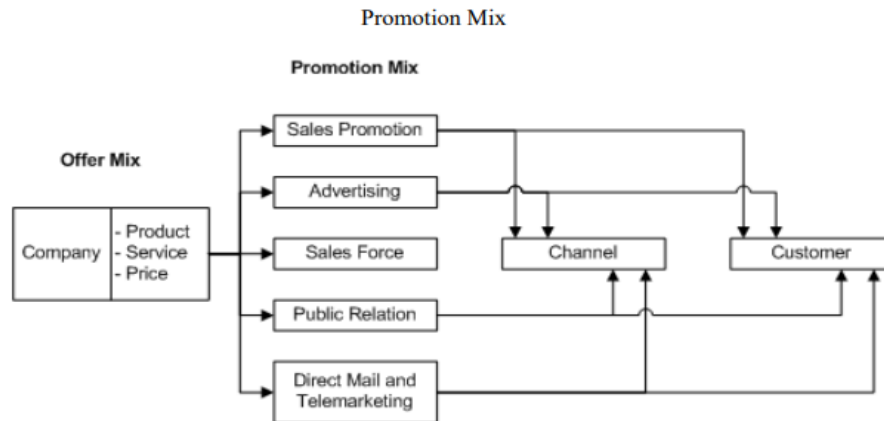 Promotion Mix
Promotion Mix
Sales Promotion
Offer Mix
Advertising
Company
- Product
- Service
- Price
Sales Force
Channel
Customer
Public Relation
Direct Mail and
Telemarketing